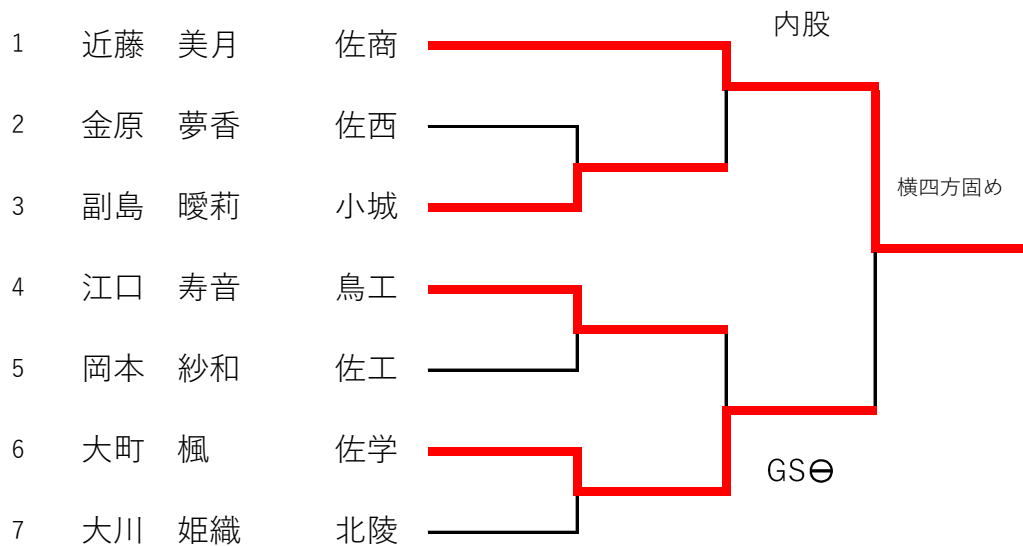 内股
1 近藤 美月 佐商
2 金原 夢香 佐西
横四方固め
3 副島 曖莉 小城
4 江口 寿音 鳥工
5 岡本 紗和 佐工
6 大町 楓 佐学
GS⊖
7 大川 姫織 北陵